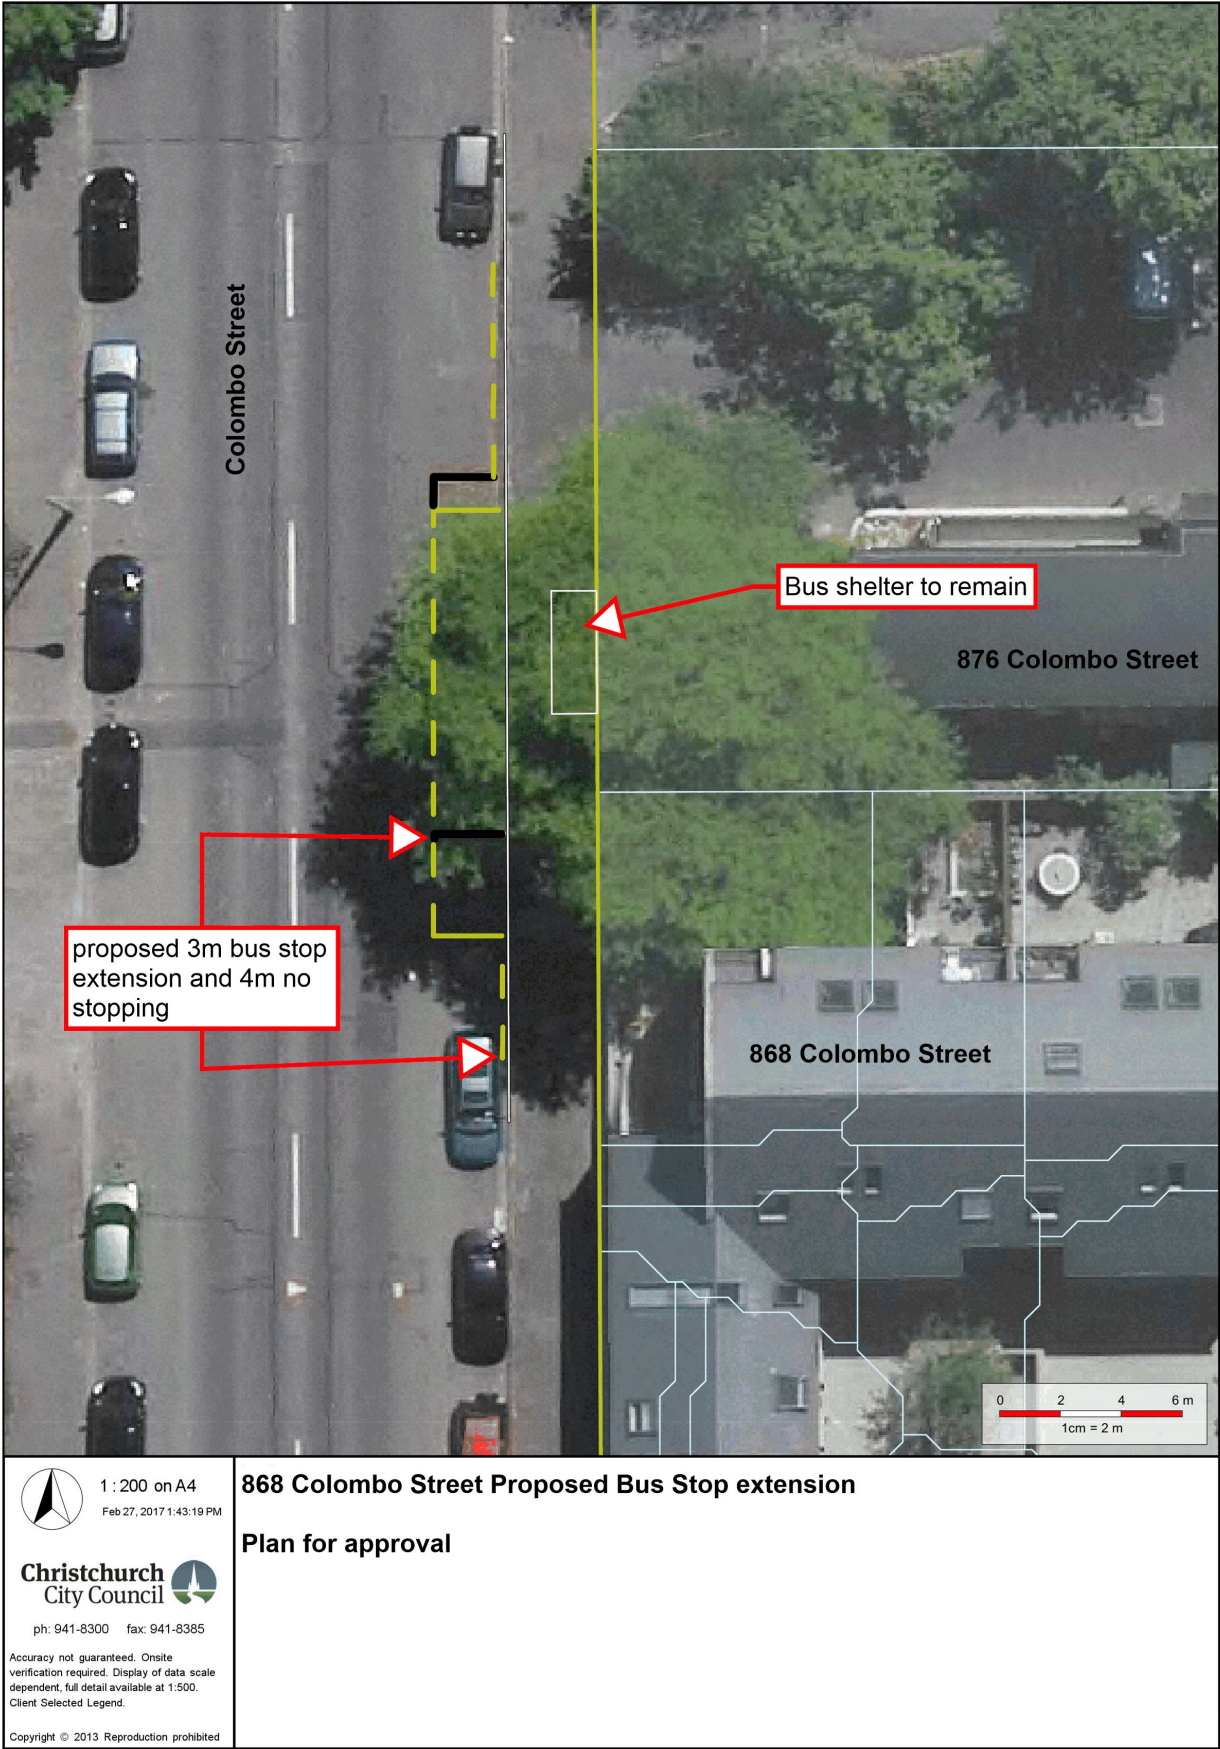 Colombo Street
Bus shelter to remain
876 Colombo Street
proposed 3m bus stop
extension and 4m no
stopping
868 Colombo Street
0 2 4 6 m
1cm = 2 m
1 : 200 on A4
Feb 27, 2017 1:43:19 PM
Christchurch
City Council
ph: 941-8300 fax: 941-8385
Accuracy not guaranteed. Onsite
verification required. Display of data scale
dependent, full detail available at 1:500.
Client Selected Legend.
Copyright © 2013 Reproduction prohibited
868 Colombo Street Proposed Bus Stop extension
Plan for approval